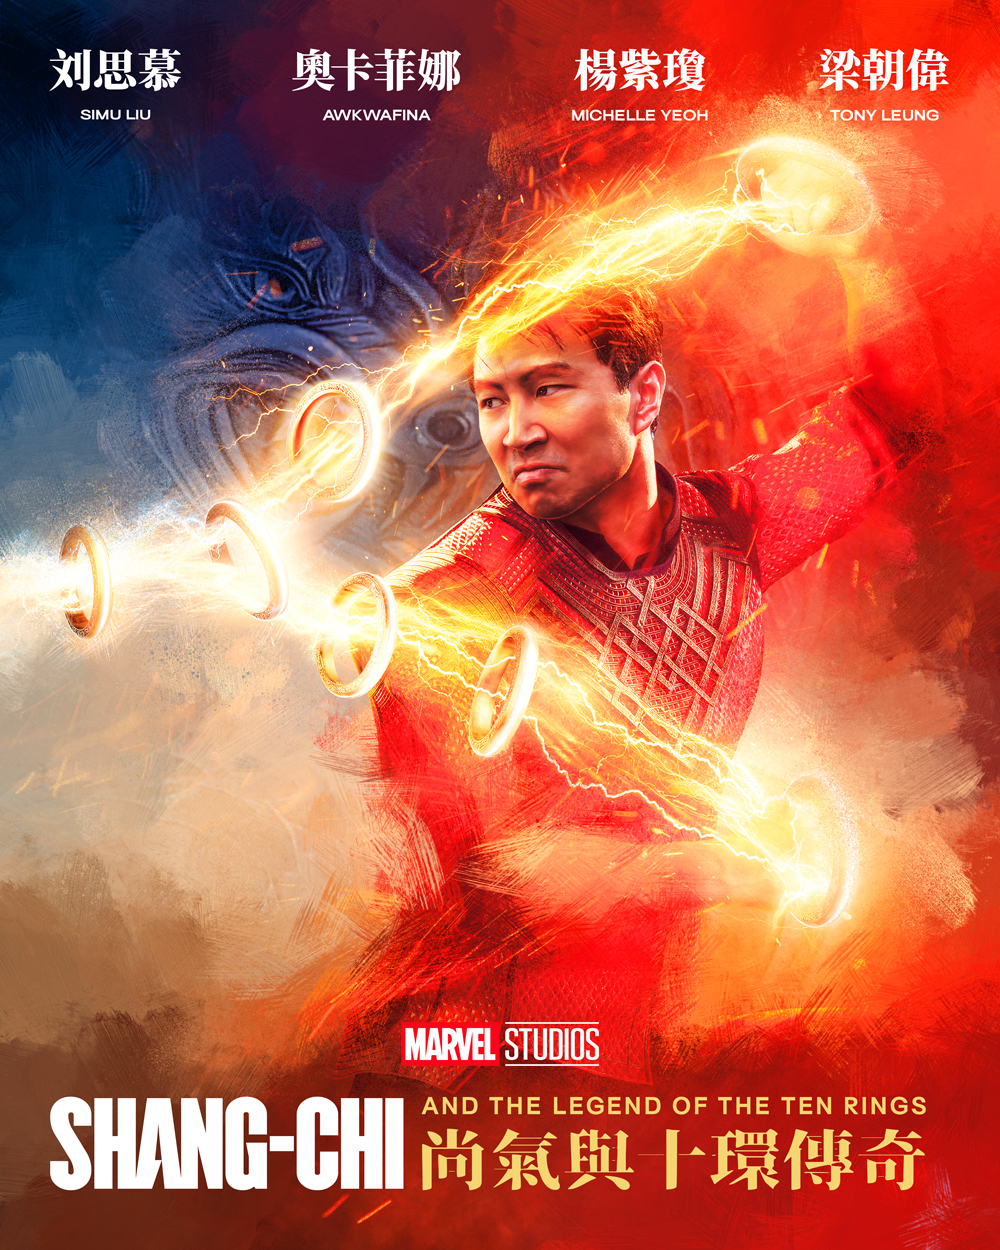 刘思慕 奧卡菲娜 楊紫瓊 梁朝偉
SIMU LIU AWKWAFINA MICHELLE YEOH TONY LEUNG
MARVEL STUDIOS
SHANG-CHI AND THE LEGEND OF THE TEN RINGS
尚氣與十環傳奇